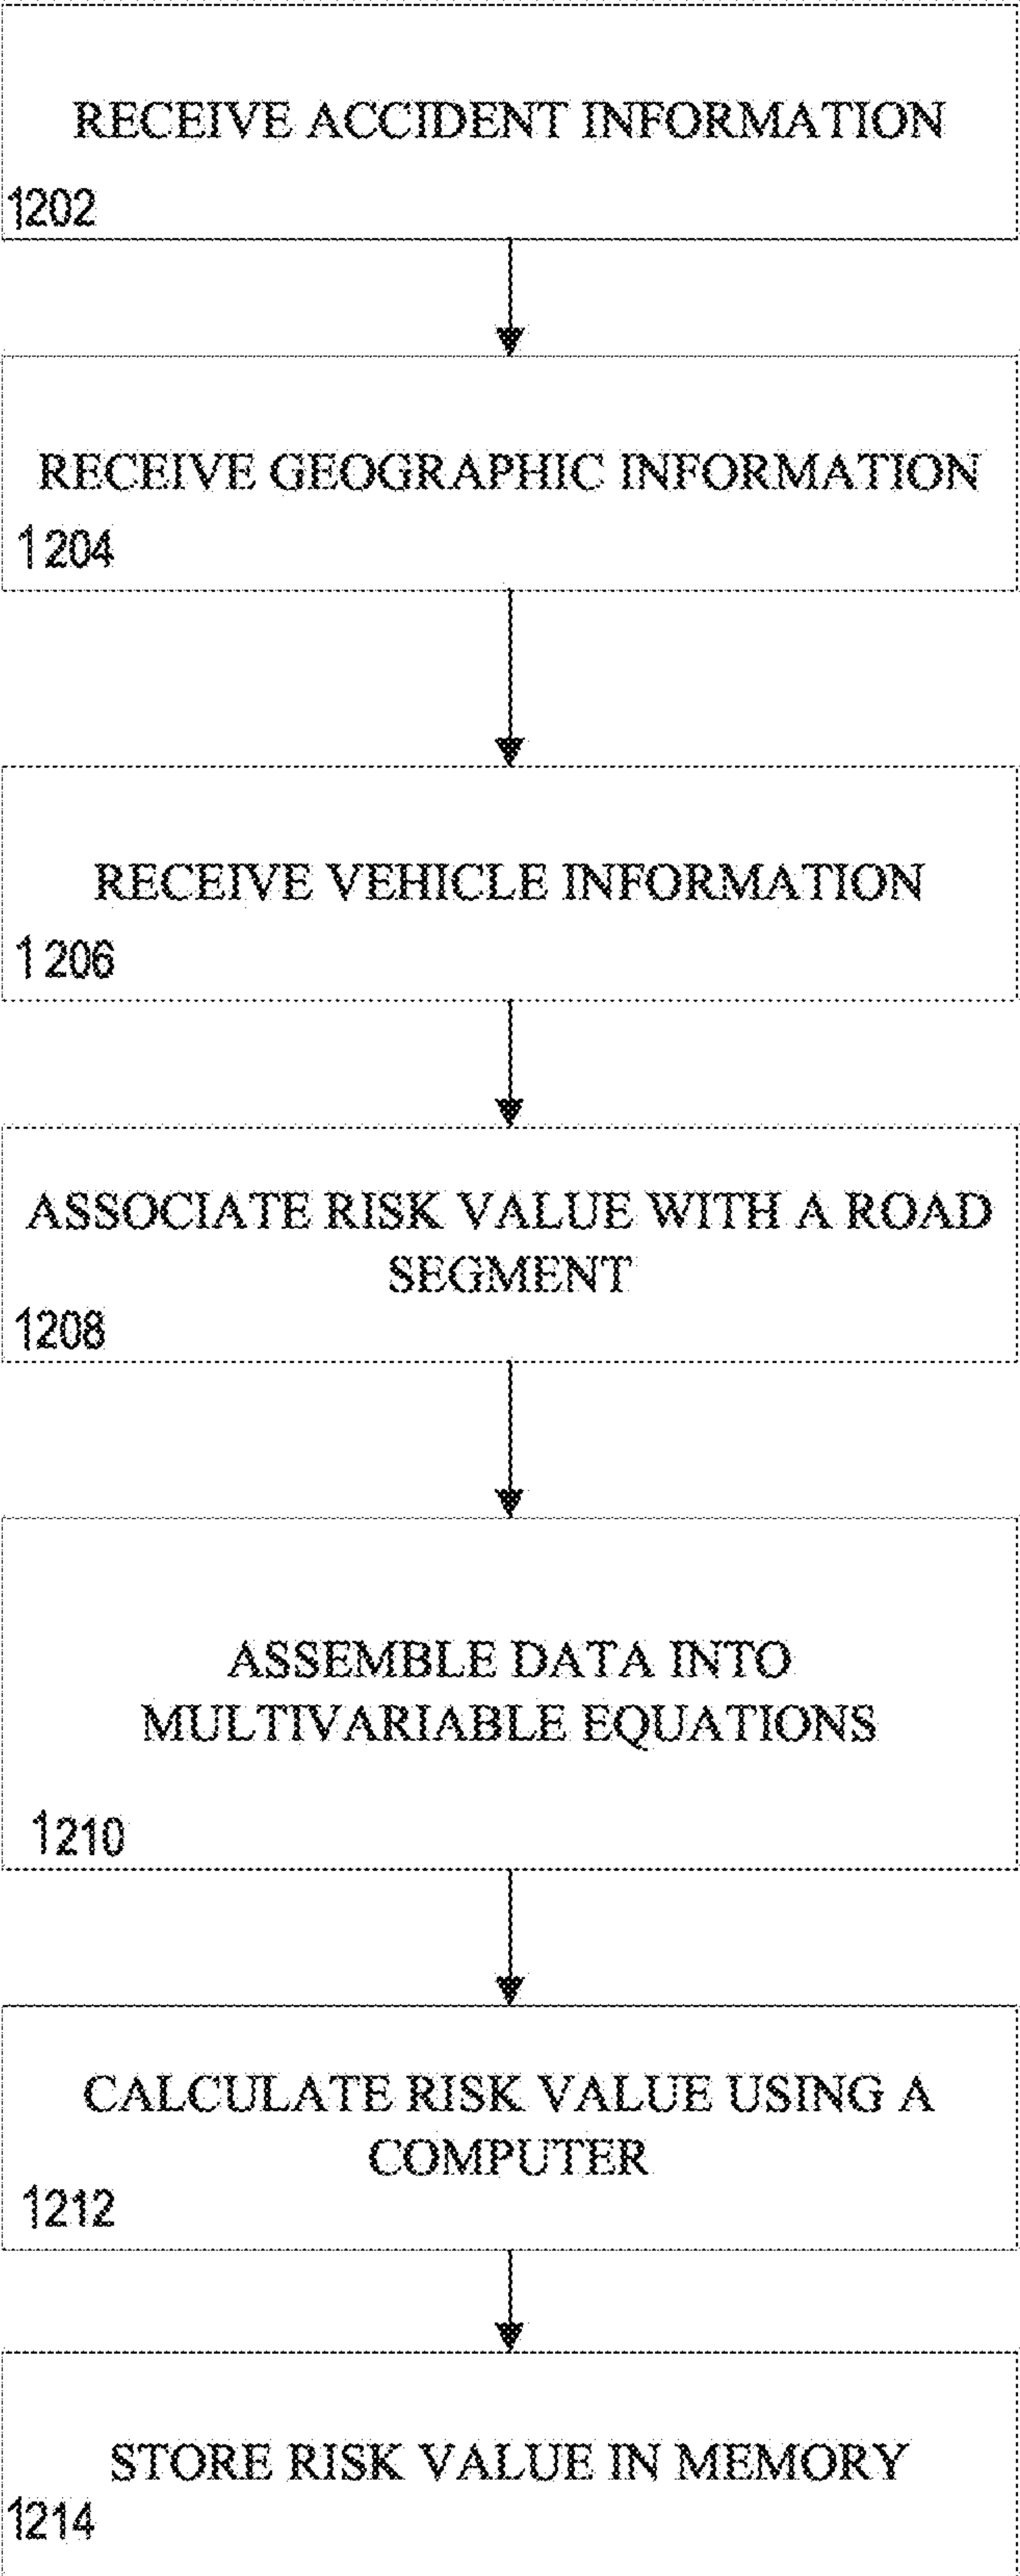 RECEIVE ACCIDENT INFORMATION
1202
RECEIVE GEOGRAPHIC INFORMATION
1204
RECEIVE VEHICLE INFORMATION
1206
ASSOCIATE RISK VALUE WITH A ROAD
SEGMENT
1208
ASSEMBLE DATA INTO
MULTIVARIABLE EQUATIONS
1210
CALCULATE RISK VALUE USING A
COMPUTER
1212
STORE RISK VALUE IN MEMORY
1214